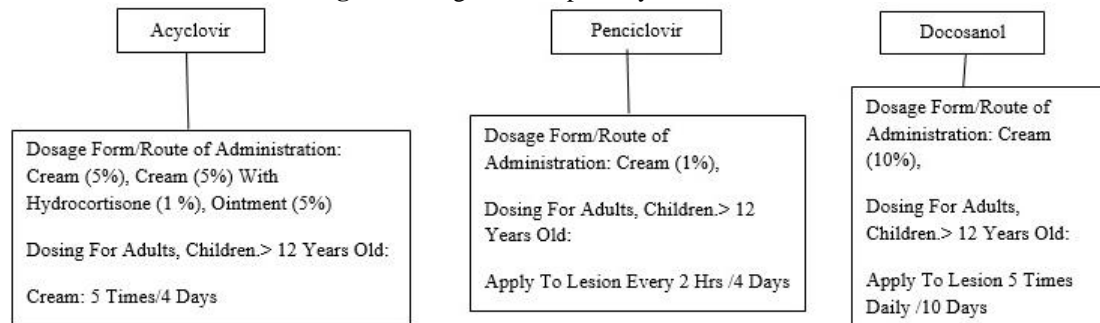 Acyclovir
Dosage Form/Route of Administration:
Cream (5%), Cream (5%) With
Hydrocortisone (1 %), Ointment (5%)
Dosing For Adults, Children.> 12 Years Old:
Cream: 5 Times/4 Days
Penciclovir
Dosage Form/Route of
Administration: Cream (1%),
Dosing For Adults, Children.> 12
Years Old:
Apply To Lesion Every 2 Hrs /4 Days
Docosanol
Dosage Form/Route of
Administration: Cream
(10%),
Dosing For Adults,
Children.> 12 Years Old:
Apply To Lesion 5 Times
Daily /10 Days